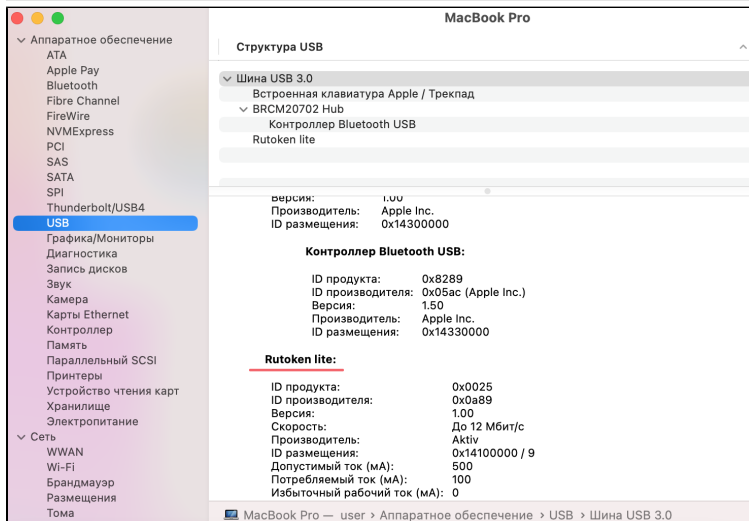 MacBook Pro
Аппаратное обеспечение
ATA
Apple Pay
Bluetooth
Fibre Channel
FireWire
NVMExpress
PCI
SAS
SATA
SPI
Thunderbolt/USB4
USB
Графика/Мониторы
Диагностика
Запись дисков
Звук
Камера
Карты Ethernet
Контроллер
Память
Параллельный SCSI
Принтеры
Устройство чтения карт
Хранилище
Электропитание
Сеть
WWAN
Wi-Fi
Брандмауэр
Размещения
Тома
Структура USB
Шина USB 3.0
Встроенная клавиатура Apple / Трекпад
BRCM20702 Hub
Контроллер Bluetooth USB
Rutoken lite
Версия: 1.00
Производитель: Apple Inc.
ID размещения: 0x14300000
Контроллер Bluetooth USB:
ID продукта: 0x8289
ID производителя: 0x05ac (Apple Inc.)
Версия: 1.50
Производитель: Apple Inc.
ID размещения: 0x14330000
Rutoken lite:
ID продукта: 0x0025
ID производителя: 0x0a89
Версия: 1.00
Скорость: До 12 Мбит/с
Производитель: Aktiv
ID размещения: 0x14100000 / 9
Допустимый ток (мА): 500
Потребляемый ток (мА): 100
Избыточный рабочий ток (мА): 0
MacBook Pro — user › Аппаратное обеспечение › USB › Шина USB 3.0